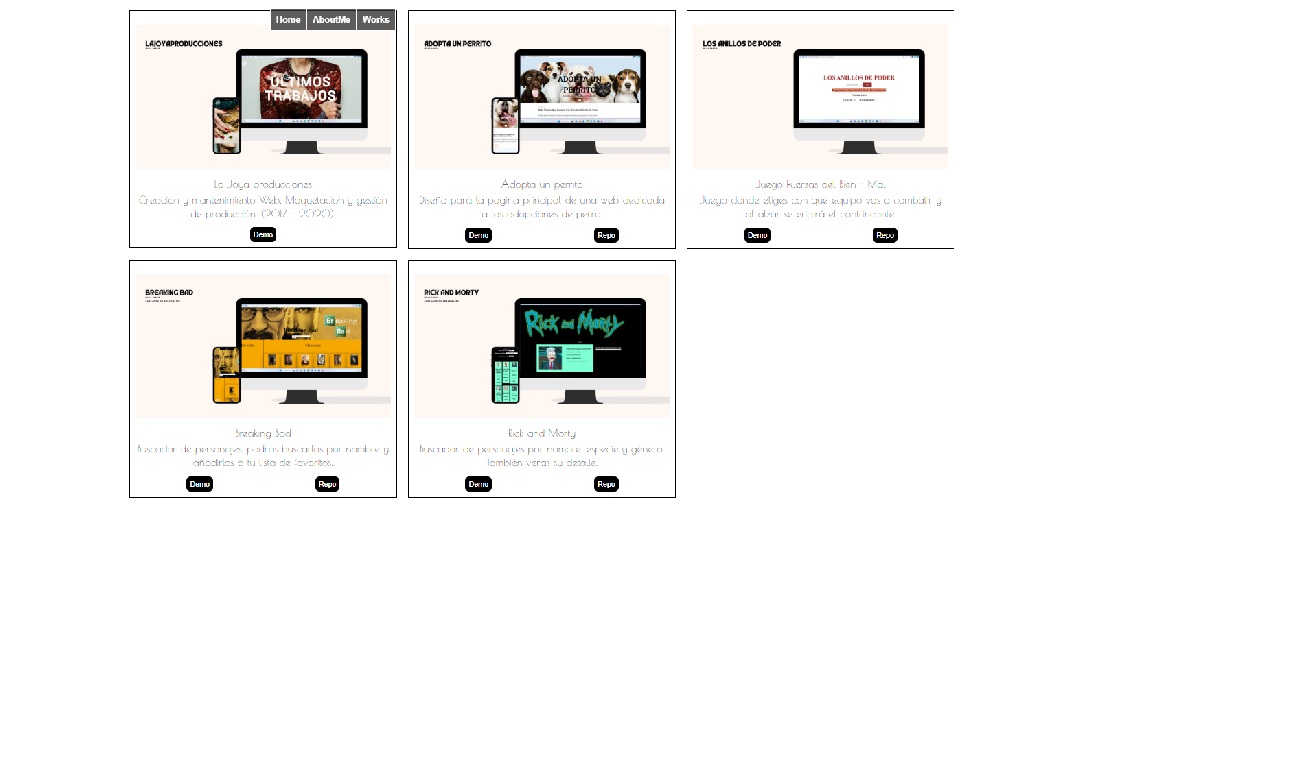 Home AboutMe Works
LAJOYAPRODUCCIONES
ÚLTIMOS
TRABAJOS
La Joya producciones
Creación y mantenimiento Web, Maquetación y gestión
de producción. (2017 - 2020)
Demo
ADOPTA UN PERRITO
ADOPTA UN
PERRITO
Adopta un perrito
Diseño para la pagina principal de una web dedicada
a las adopciones de perro
Demo Repo
LOS ANILLOS DE PODER
LOS ANILLOS DE PODER
Juego Fuerzas del Bien - Mal
Juego donde eliges con que equipo vas a combatir y
al azar se eligirá el contrincante
Demo Repo
BREAKING BAD
Breaking Bad
Breaking
Bad
Breaking Bad
Buscador de personajes, podrás buscarlos por nombre y
añadirlos a tu lista de favoritos.
Demo Repo
RICK AND MORTY
Rick and Morty
Rick and Morty
Buscador de personajes por nombre, especie y género.
También verás su detalle.
Demo Repo